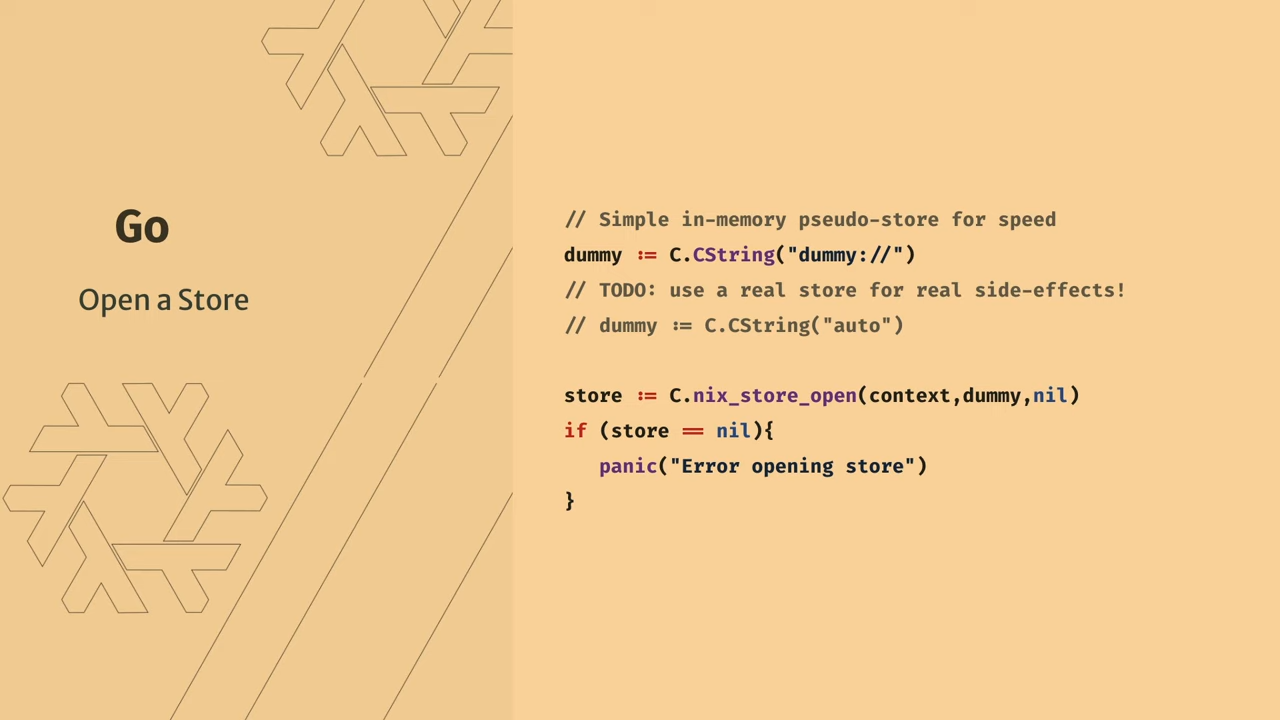 Go
Open a Store
// Simple in-memory pseudo-store for speed
dummy := C.CString("dummy://")
// TODO: use a real store for real side-effects!
// dummy := C.CString("auto")
store := C.nix_store_open(context,dummy,nil)
if (store == nil){
panic("Error opening store")
}